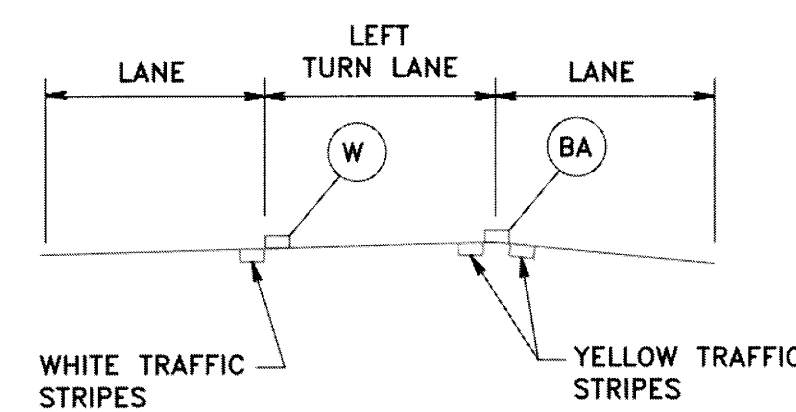 LEFT
TURN LANE
LANE
LANE
W
BA
WHITE TRAFFIC
STRIPES
YELLOW TRAFFIC
STRIPES